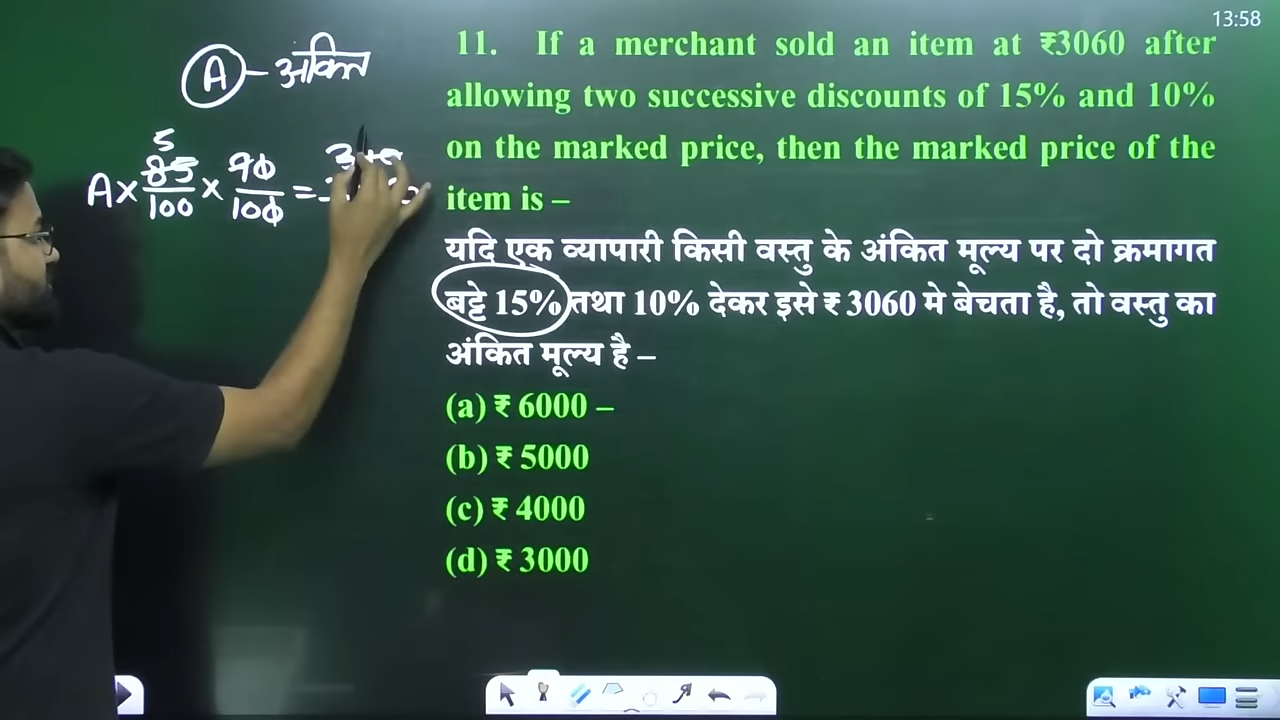 13:58
A – अंकित
5
A × 85/100 × 90/100 =
11. If a merchant sold an item at ₹3060 after
allowing two successive discounts of 15% and 10%
on the marked price, then the marked price of the
item is –
यदि एक व्यापारी किसी वस्तु के अंकित मूल्य पर दो क्रमागत
बट्टे 15% तथा 10% देकर इसे ₹ 3060 मे बेचता है, तो वस्तु का
अंकित मूल्य है –
(a) ₹ 6000 –
(b) ₹ 5000
(c) ₹ 4000
(d) ₹ 3000